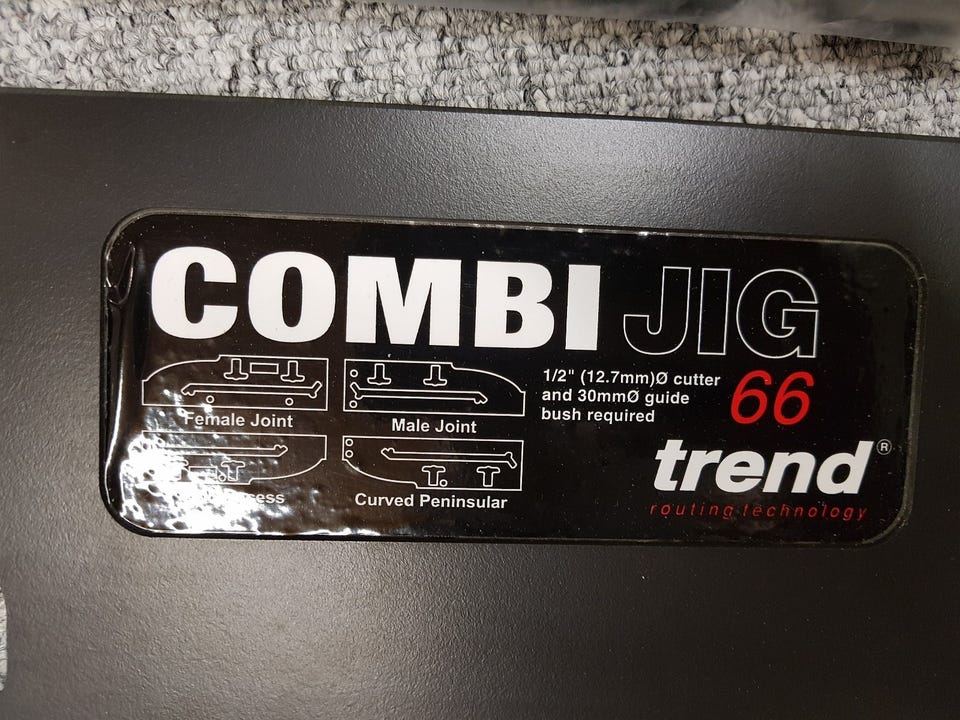 COMBI JIG
66
1/2" (12.7mm)Ø cutter
and 30mmØ guide
bush required
Female Joint
Male Joint
Curved Peninsular
trend®
routing technology